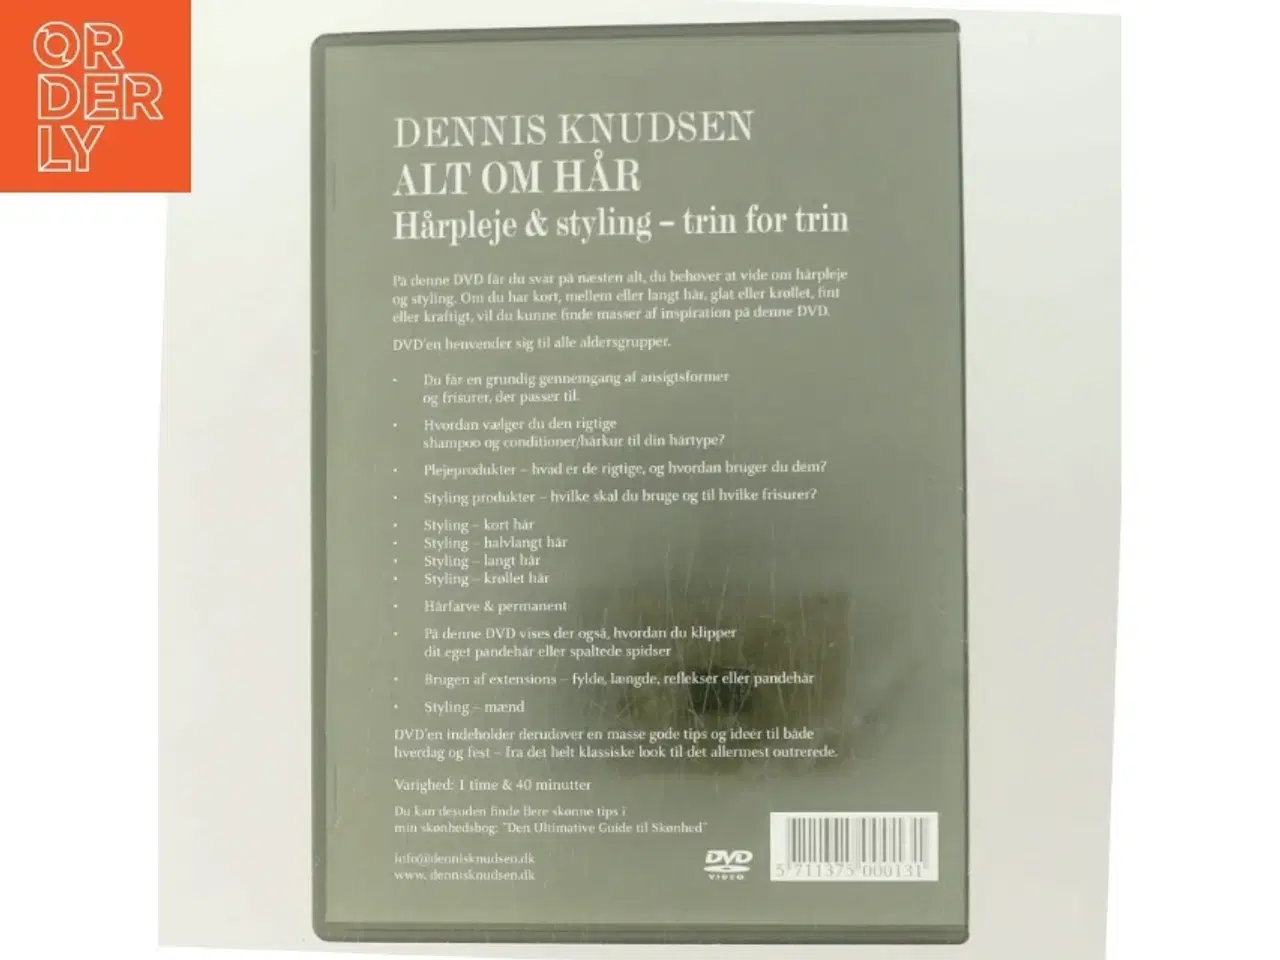 OR
DER
LY
DENNIS KNUDSEN
ALT OM HÅR
Hårpleje & styling – trin for trin
På denne DVD får du svar på næsten alt, du behøver at vide om hårpleje
og styling. Om du har kort, mellem eller langt hår, glat eller krøllet, fint
eller kraftigt, vil du kunne finde masser af inspiration på denne DVD.
DVD'en henvender sig til alle aldersgrupper.
• Du får en grundig gennemgang af ansigtsformer
og frisurer, der passer til.
• Hvordan vælger du den rigtige
shampoo og conditioner/hårkur til din hårtype?
• Plejeprodukter – hvad er de rigtige, og hvordan bruger du dem?
• Styling produkter – hvilke skal du bruge og til hvilke frisurer?
• Styling – kort hår
• Styling – halvlangt hår
• Styling – langt hår
• Styling – krøllet hår
• Hårfarve & permanent
• På denne DVD vises der også, hvordan du klipper
dit eget pandehår eller spaltede spidser
• Brugen af extensions – fylde, længde, reflekser eller pandehår
• Styling – mænd
DVD'en indeholder derudover en masse gode tips og ideer til både
hverdag og fest – fra det helt klassiske look til det allermest outrerede.
Varighed: 1 time & 40 minutter
Du kan desuden finde flere skønne tips i
min skønhedsbog: "Den Ultimative Guide til Skønhed"
info@dennisknudsen.dk
www. dennisknudsen.dk
DVD
VIDEO
5 711375 000131